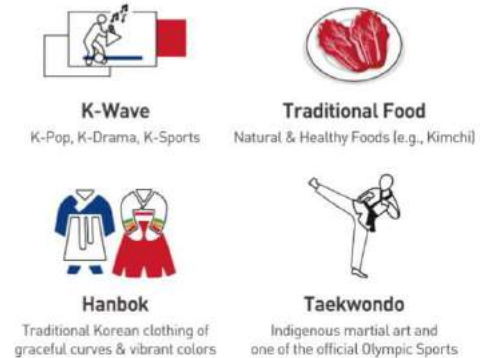 K-Wave
K-Pop, K-Drama, K-Sports
Traditional Food
Natural & Healthy Foods (e.g., Kimchi)
Hanbok
Traditional Korean clothing of
graceful curves & vibrant colors
Taekwondo
Indigenous martial art and
one of the official Olympic Sports